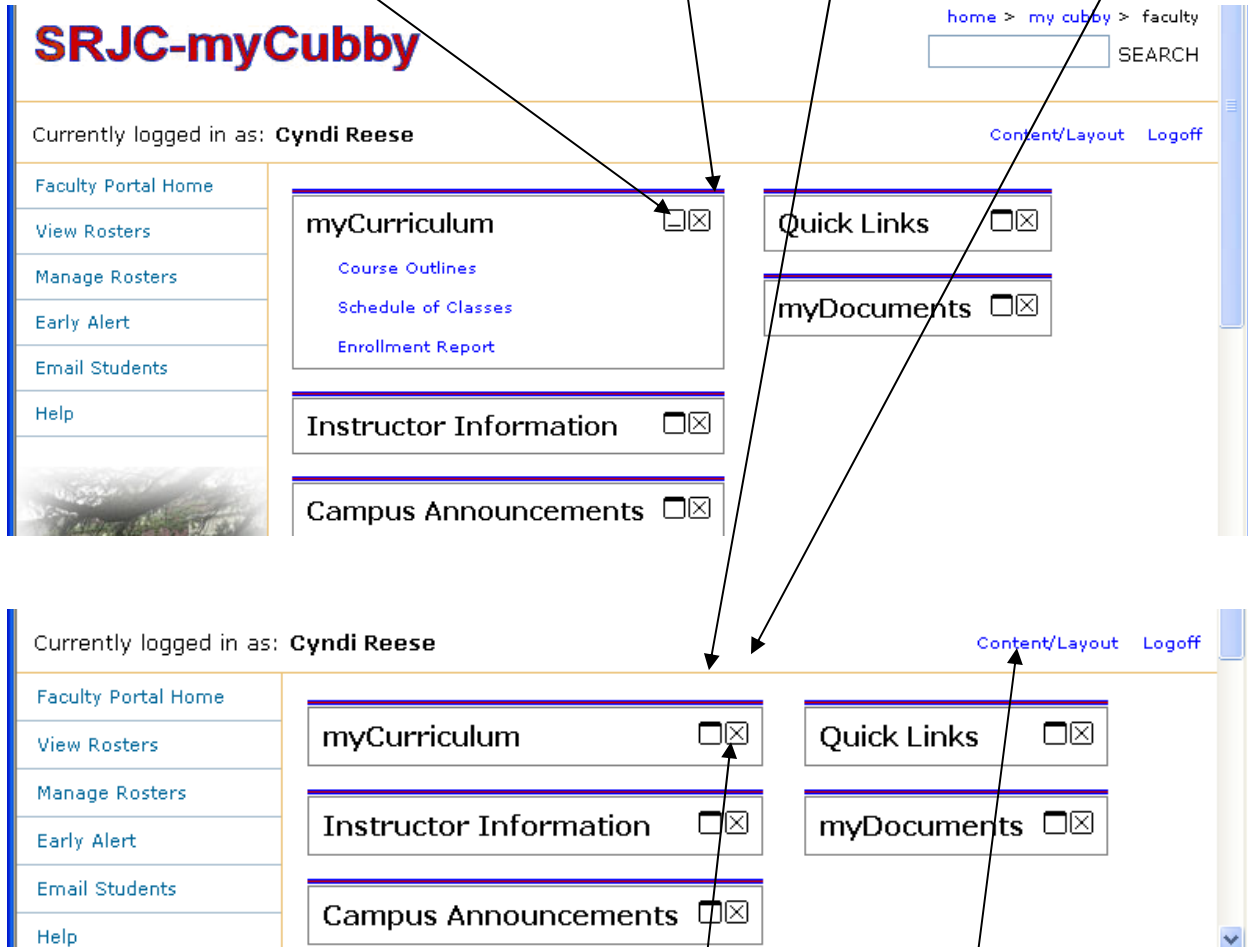 home > my cubby > faculty
SRJC-myCubby
SEARCH
Currently logged in as: Cyndi Reese
Content/Layout Logoff
Faculty Portal Home
View Rosters
Manage Rosters
Early Alert
Email Students
Help
myCurriculum
Course Outlines
Schedule of Classes
Enrollment Report
Instructor Information
Campus Announcements
Quick Links
myDocuments
Currently logged in as: Cyndi Reese
Content/Layout Logoff
Faculty Portal Home
View Rosters
Manage Rosters
Early Alert
Email Students
Help
myCurriculum
Instructor Information
Campus Announcements
Quick Links
myDocuments